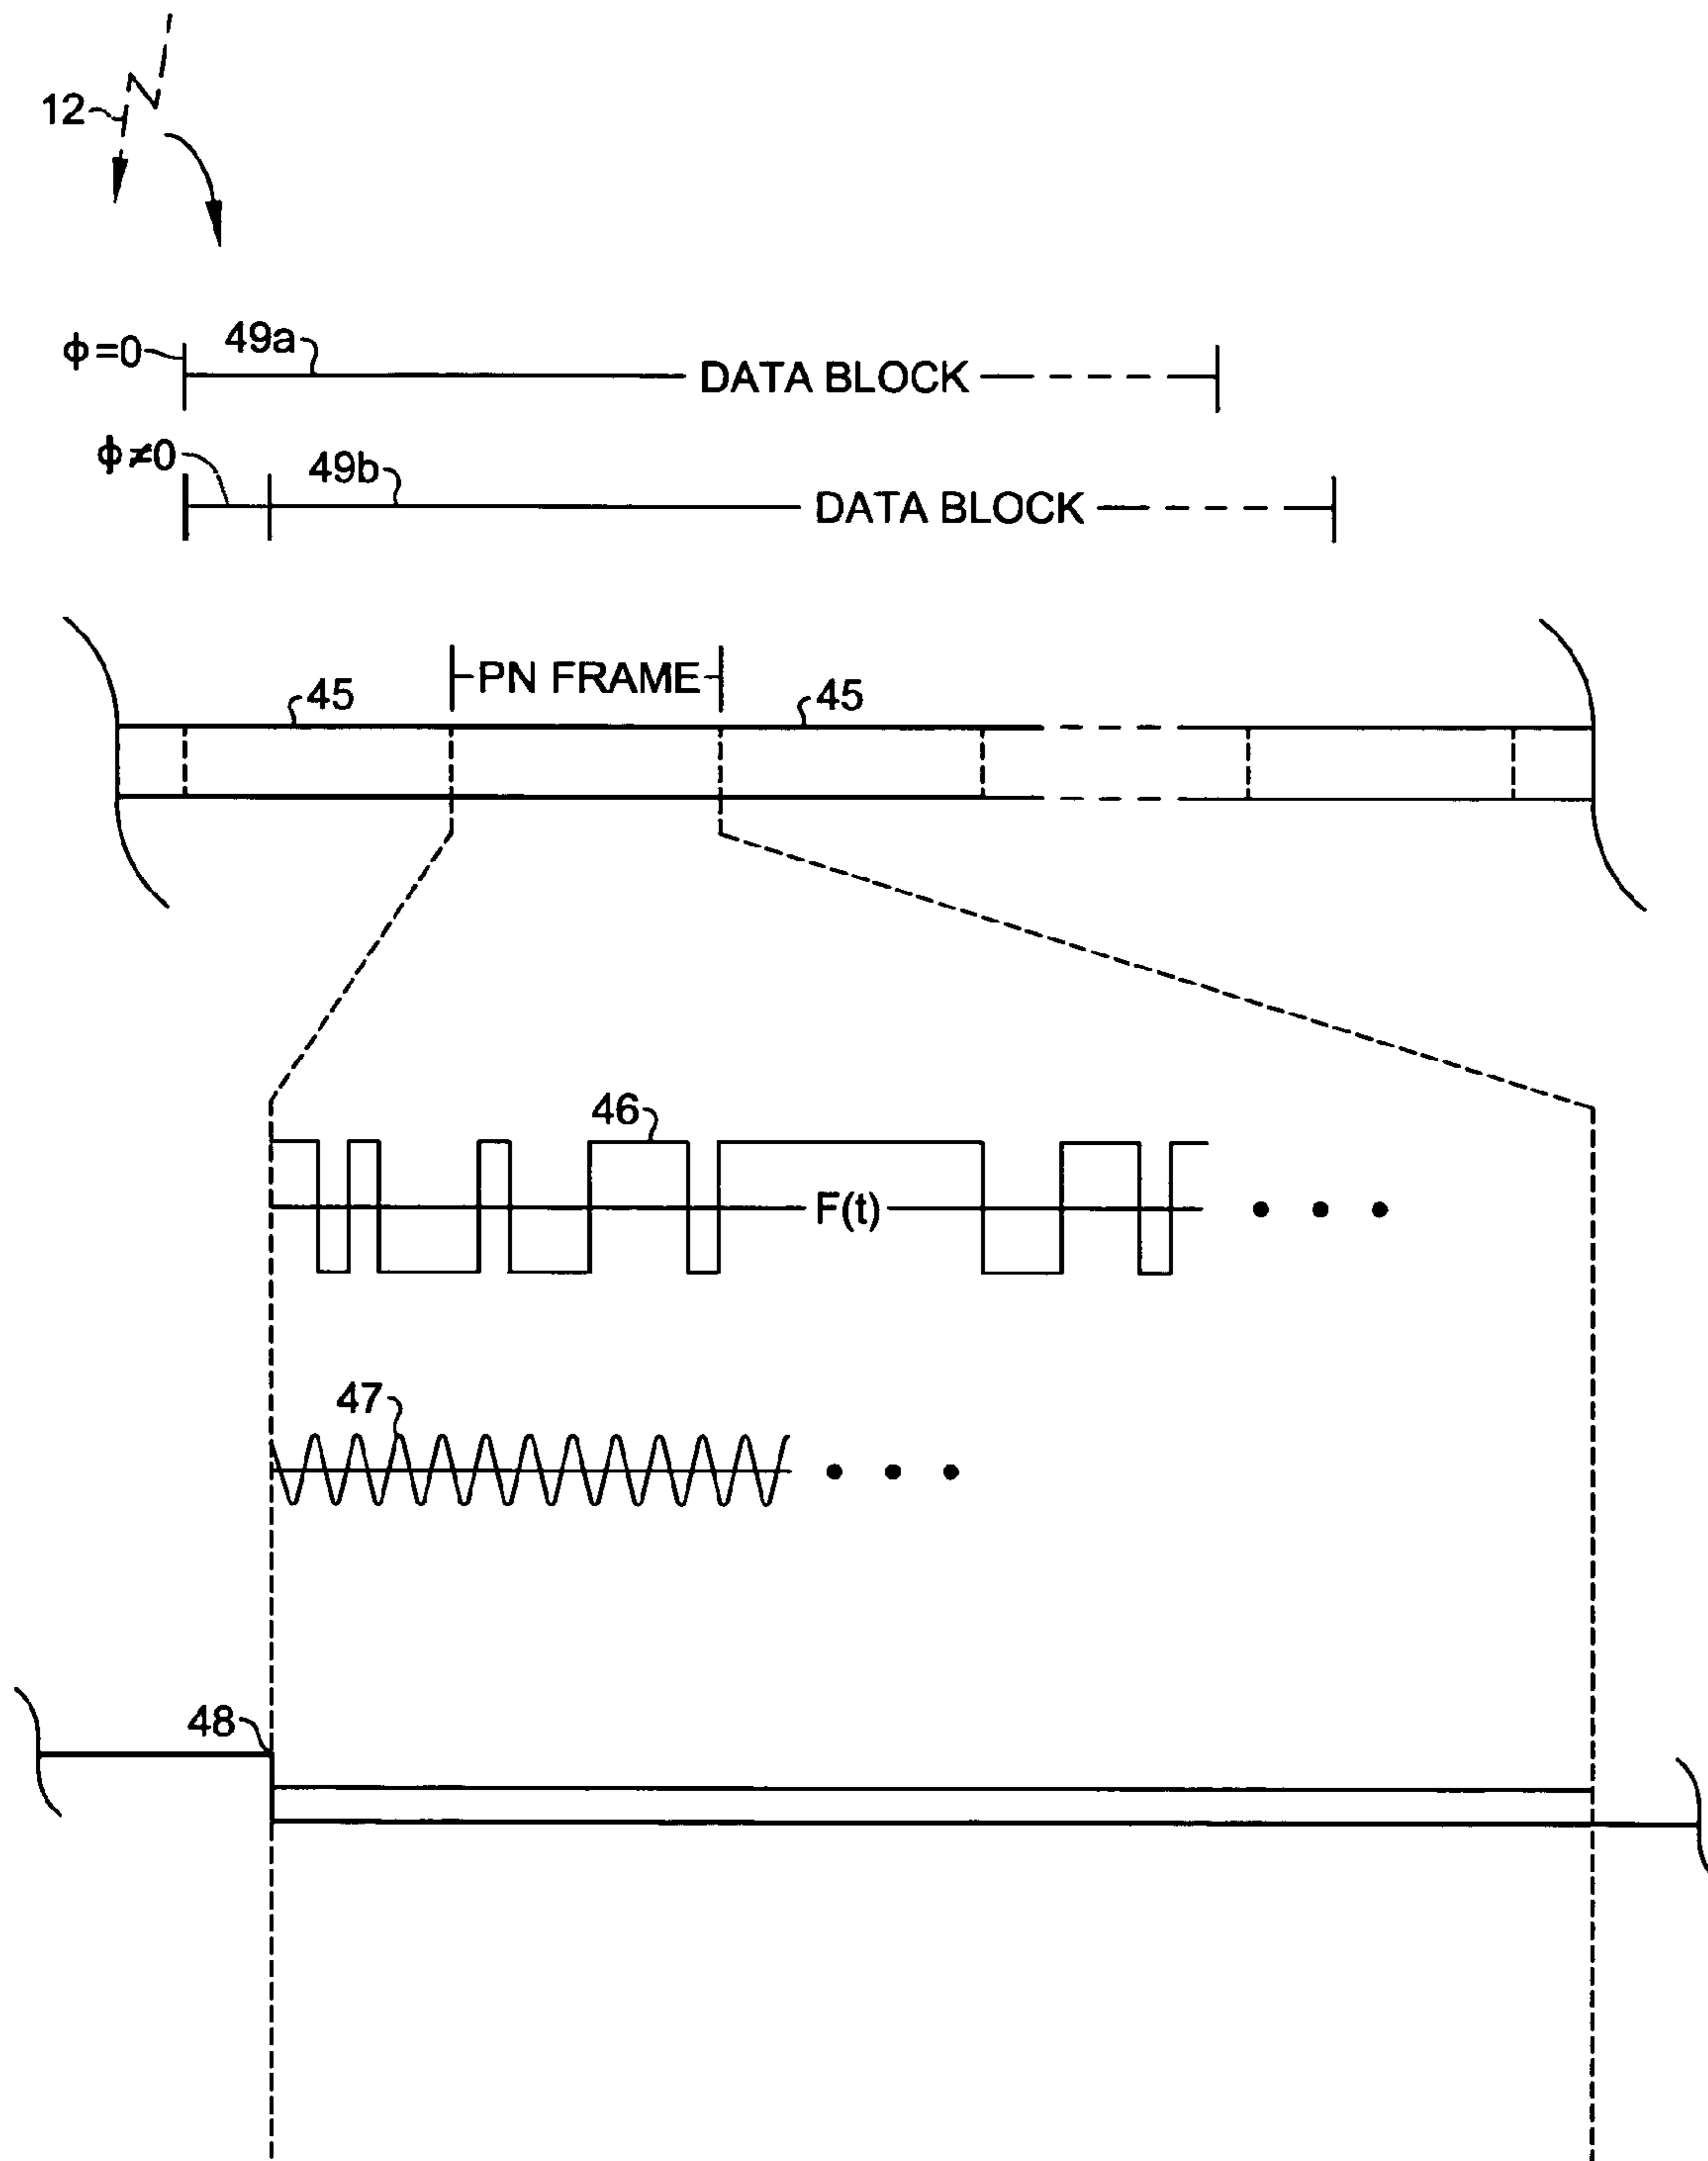 12
ϕ=0
49a
DATA BLOCK
ϕ≠0
49b
DATA BLOCK
PN FRAME
45
45
46
F(t)
47
48